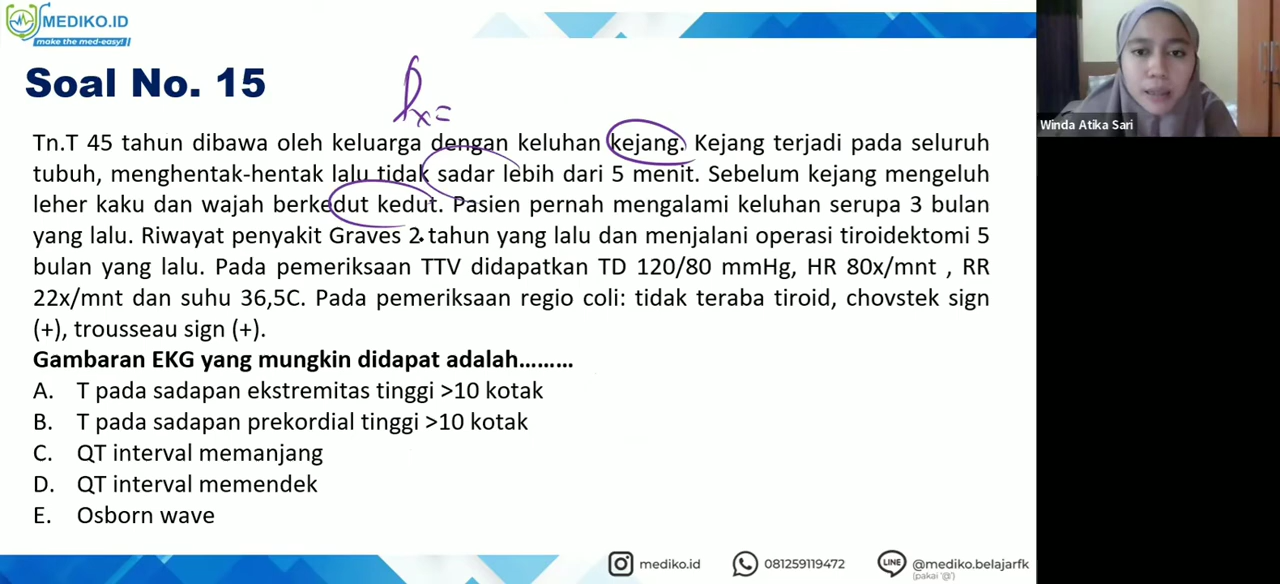 MEDIKO.ID
make the med-easy!
Soal No. 15
Tn.T 45 tahun dibawa oleh keluarga dengan keluhan kejang. Kejang terjadi pada seluruh
tubuh, menghentak-hentak lalu tidak sadar lebih dari 5 menit. Sebelum kejang mengeluh
leher kaku dan wajah berkedut kedut. Pasien pernah mengalami keluhan serupa 3 bulan
yang lalu. Riwayat penyakit Graves 2 tahun yang lalu dan menjalani operasi tiroidektomi 5
bulan yang lalu. Pada pemeriksaan TTV didapatkan TD 120/80 mmHg, HR 80x/mnt , RR
22x/mnt dan suhu 36,5C. Pada pemeriksaan regio coli: tidak teraba tiroid, chovstek sign
(+), trousseau sign (+).
Gambaran EKG yang mungkin didapat adalah.........
A. T pada sadapan ekstremitas tinggi >10 kotak
B. T pada sadapan prekordial tinggi >10 kotak
C. QT interval memanjang
D. QT interval memendek
E. Osborn wave
Winda Atika Sari
mediko.id
081259119472
LINE
@mediko.belajarfk
(pakai '@')